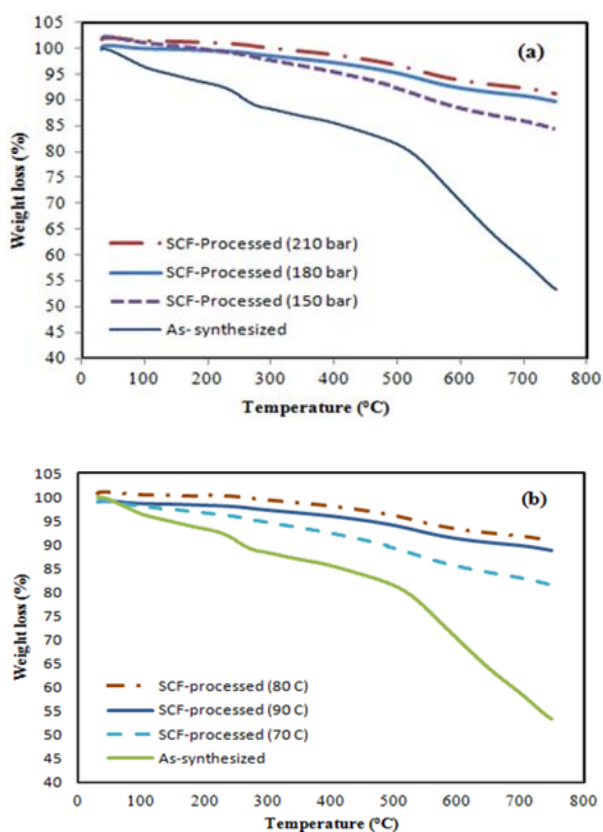 105
100
95
90
85
80
75
70
65
60
55
50
45
40
Weight loss (%)
(a)
SCF-Processed (210 bar)
SCF-Processed (180 bar)
SCF-Processed (150 bar)
As- synthesized
0 100 200 300 400 500 600 700 800
Temperature (°C)
105
100
95
90
85
80
75
70
65
60
55
50
45
40
Weight loss (%)
(b)
SCF-processed (80 C)
SCF-processed (90 C)
SCF-processed (70 C)
As-synthesized
0 100 200 300 400 500 600 700 800
Temperature (°C)